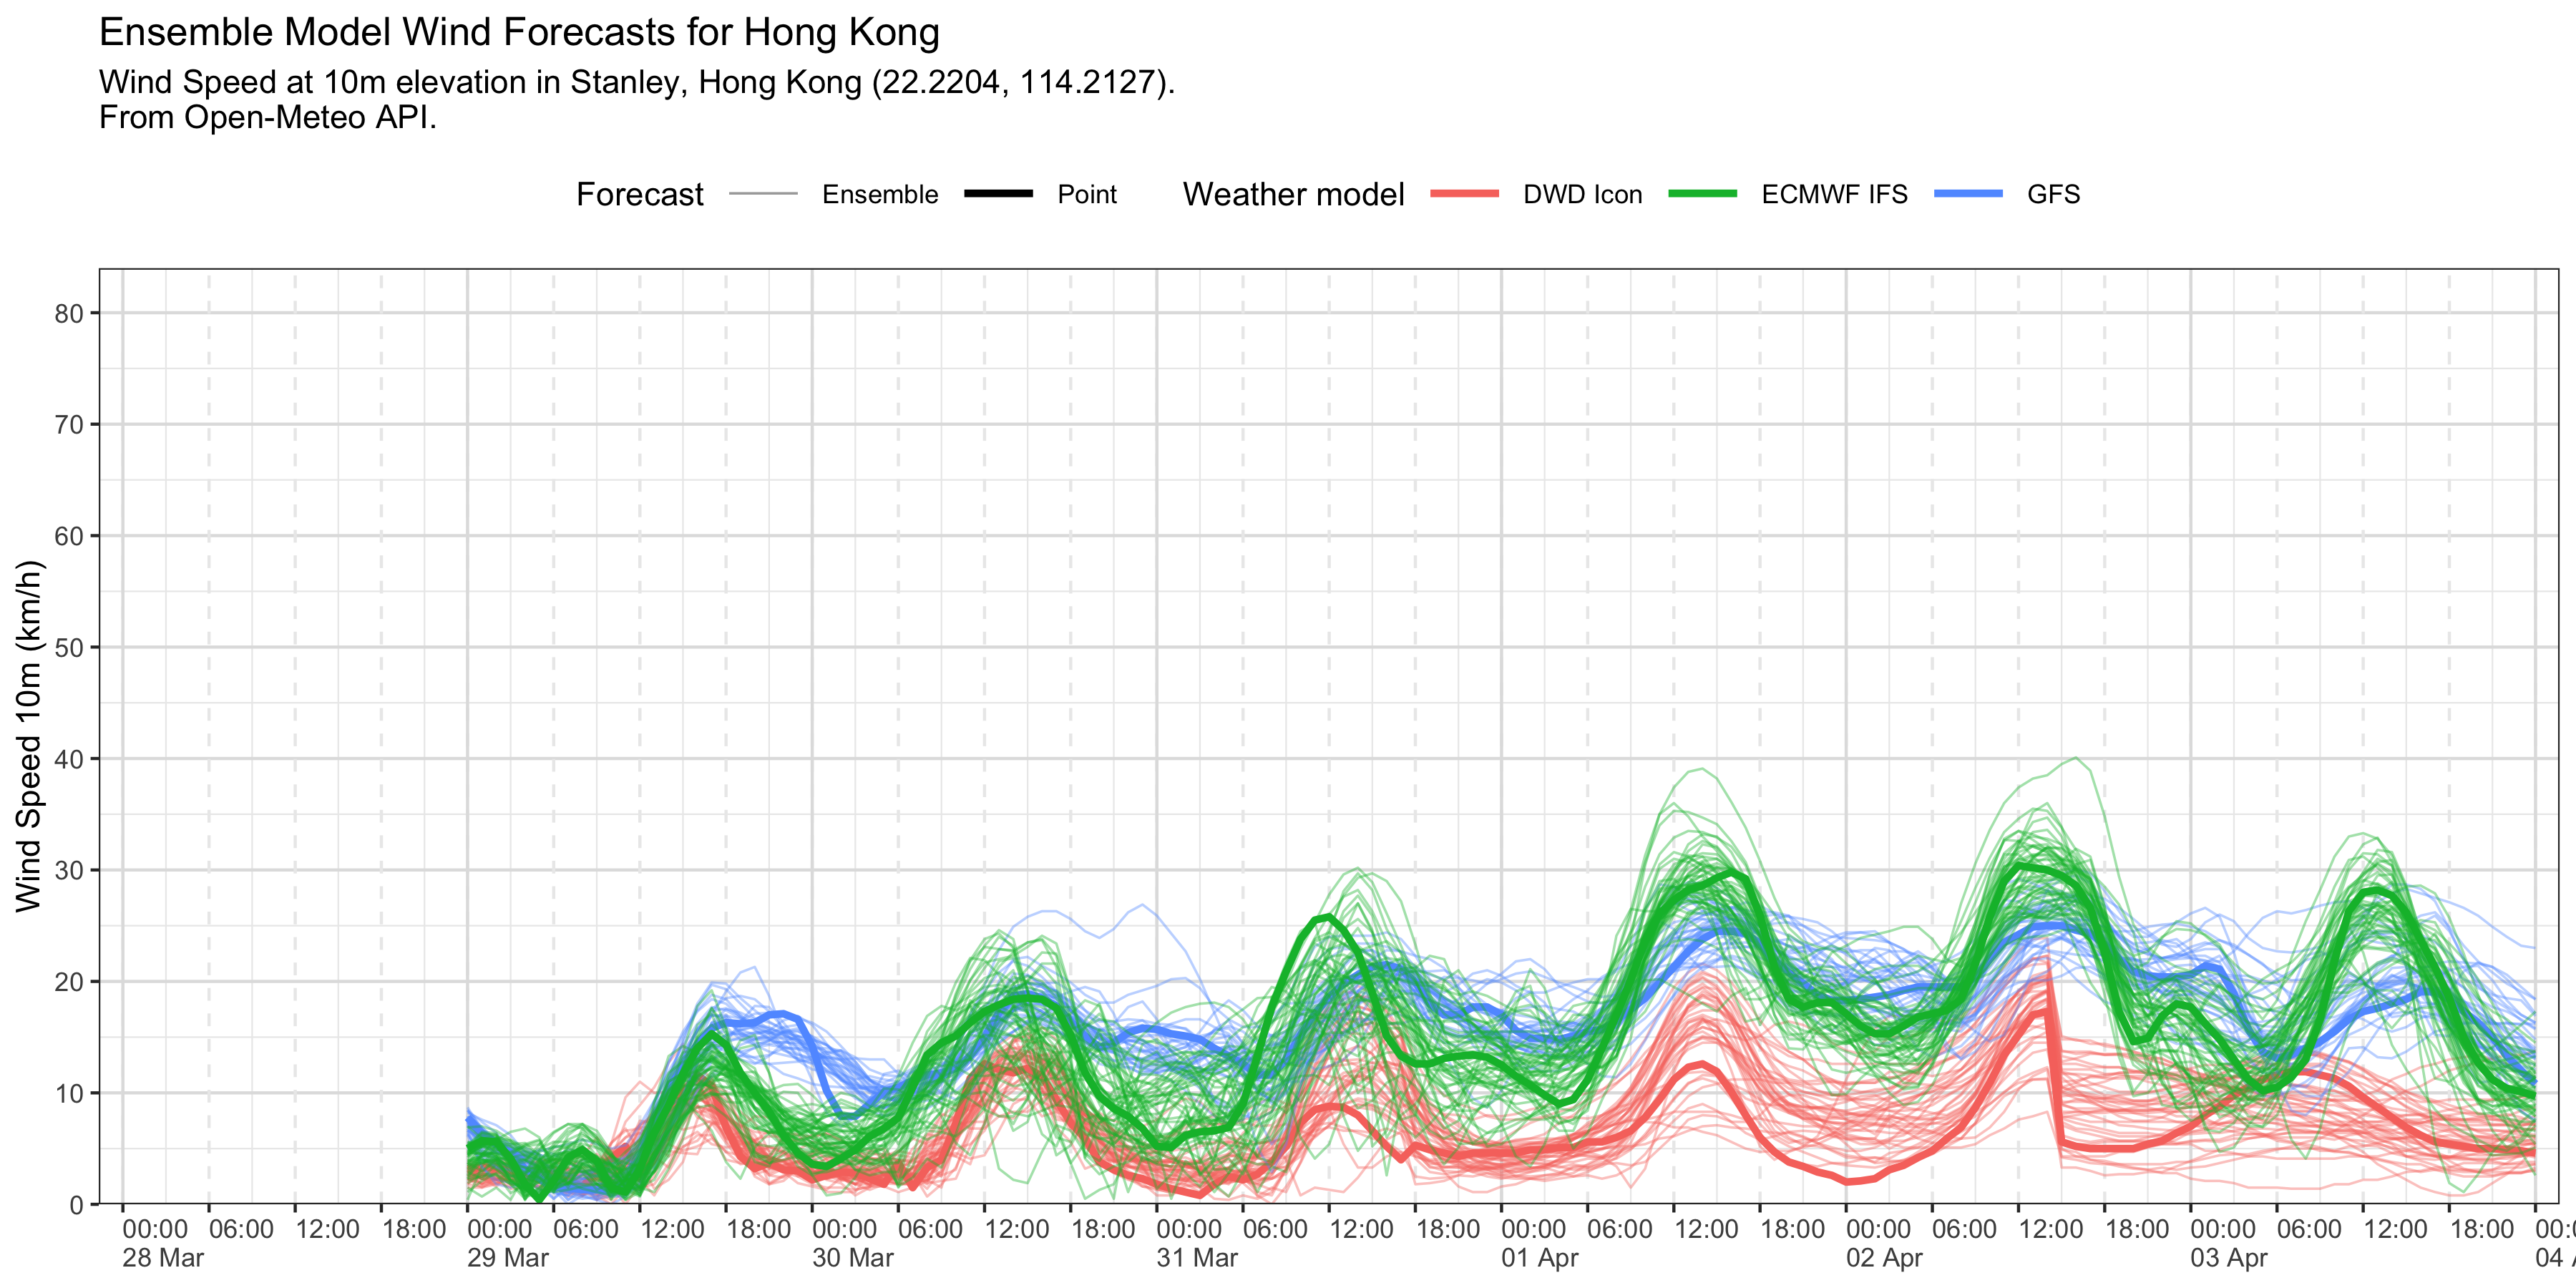 Ensemble Model Wind Forecasts for Hong Kong
Wind Speed at 10m elevation in Stanley, Hong Kong (22.2204, 114.2127).
From Open-Meteo API.
Forecast Ensemble Point Weather model DWD Icon ECMWF IFS GFS
Wind Speed 10m (km/h)
80
70
60
50
40
30
20
10
0
00:00 06:00 12:00 18:00 00:00 06:00 12:00 18:00 00:00 06:00 12:00 18:00 00:00 06:00 12:00 18:00 00:00 06:00 12:00 18:00 00:00 06:00 12:00 18:00 00:00 06:00 12:00 18:00 00:0
28 Mar 29 Mar 30 Mar 31 Mar 01 Apr 02 Apr 03 Apr 04 A